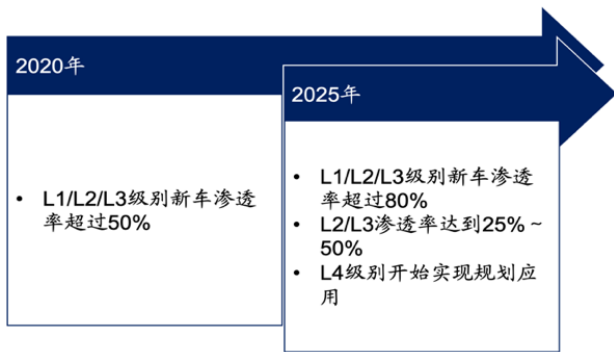 2020年
• L1/L2/L3级别新车渗透
率超过50%
2025年
• L1/L2/L3级别新车渗透
率超过80%
• L2/L3渗透率达到25%~
50%
• L4级别开始实现规划应
用